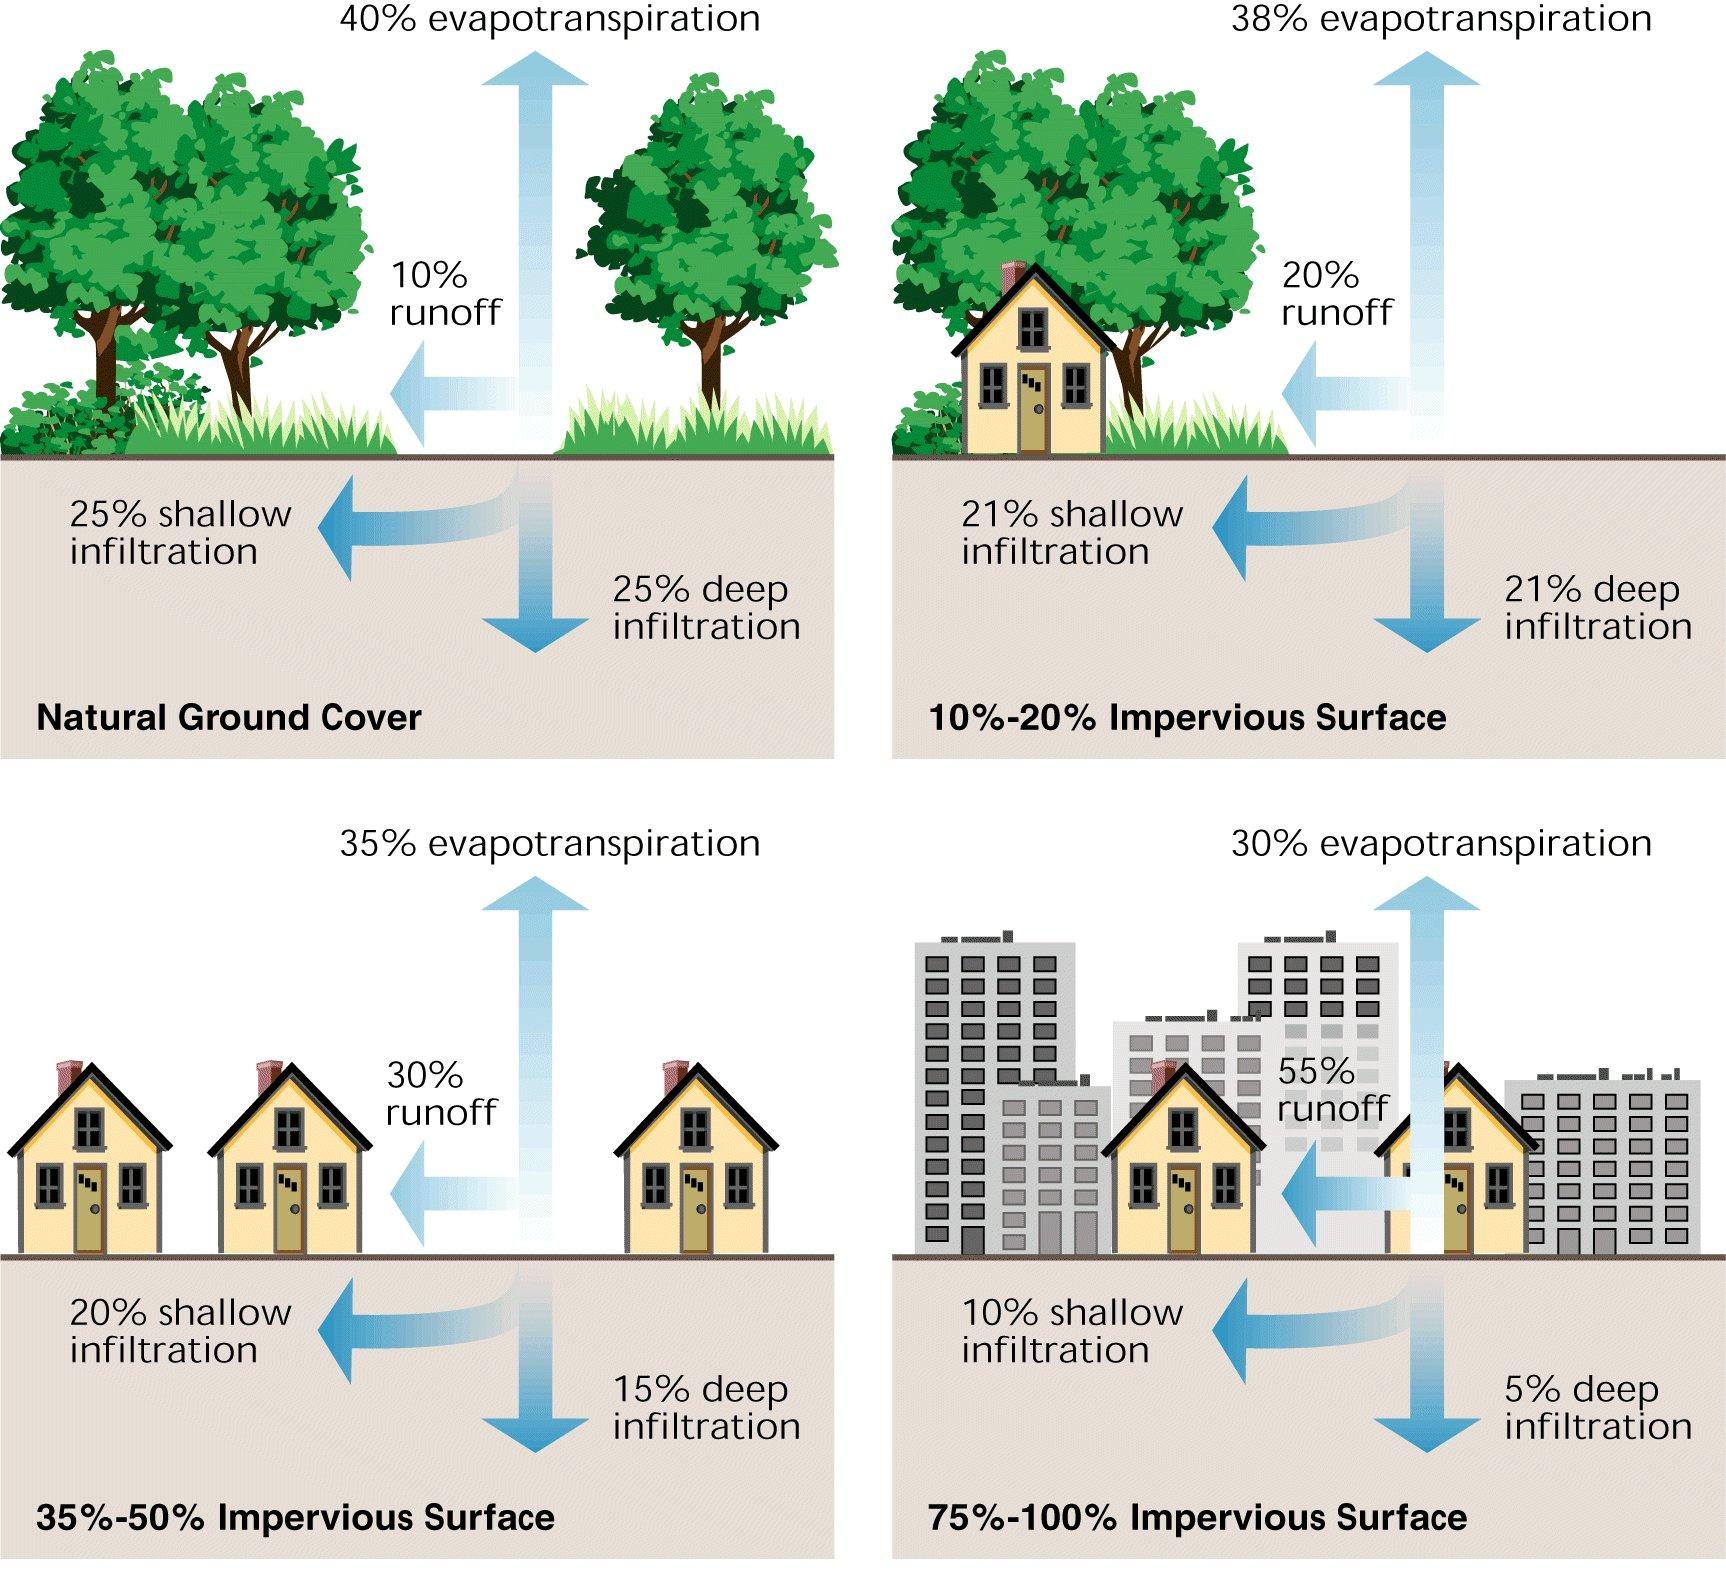 40% evapotranspiration
10%
runoff
25% shallow
infiltration
25% deep
infiltration
Natural Ground Cover
38% evapotranspiration
20%
runoff
21% shallow
infiltration
21% deep
infiltration
10%-20% Impervious Surface
35% evapotranspiration
30%
runoff
20% shallow
infiltration
15% deep
infiltration
35%-50% Impervious Surface
30% evapotranspiration
55%
runoff
10% shallow
infiltration
5% deep
infiltration
75%-100% Impervious Surface